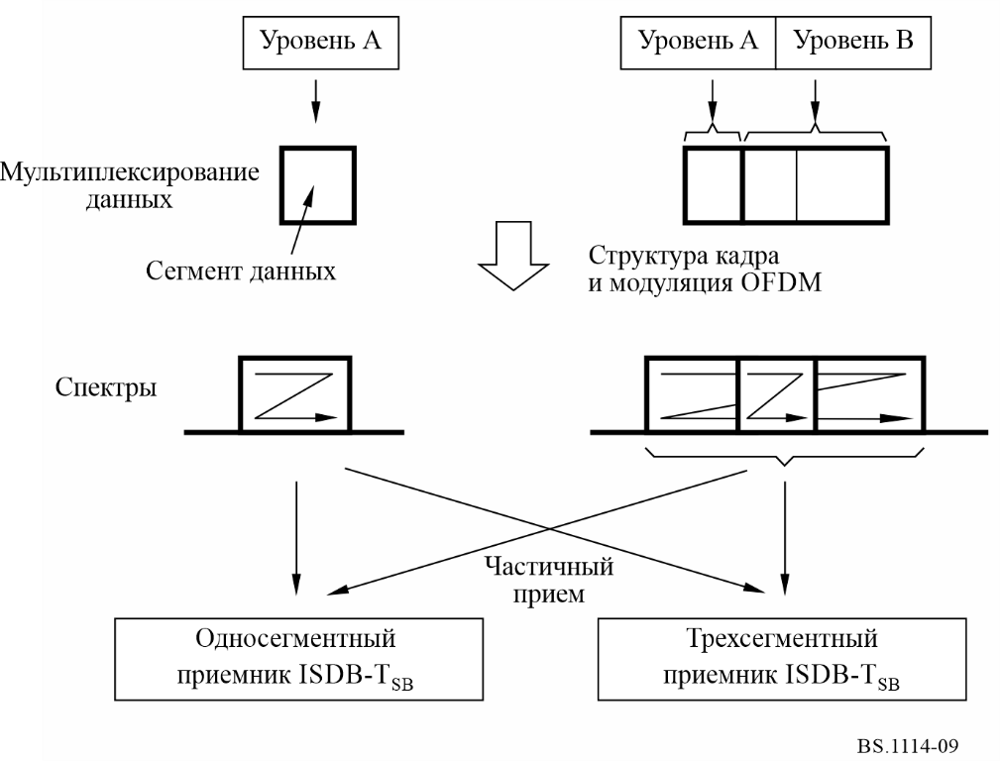 Уровень A
Уровень A
Уровень B
Мультиплексирование
данных
Сегмент данных
Структура кадра
и модуляция OFDM
Спектры
Частичный
прием
Односегментный
приемник ISDB-TSB
Трехсегментный
приемник ISDB-TSB
BS.1114-09